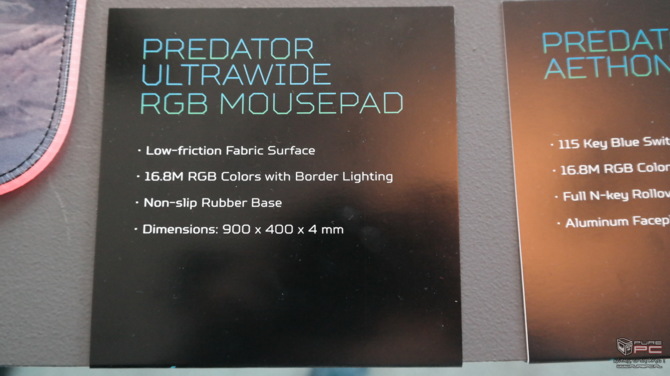 PREDATOR
ULTRAWIDE
RGB MOUSEPAD
· Low-friction Fabric Surface
· 16.8M RGB Colors with Border Lighting
· Non-slip Rubber Base
· Dimensions: 900 x 400 x 4 mm
PREDAT
AETHON
· 115 Key Blue Swit
· 16.8M RGB Color
· Full N-key Rollov
· Aluminum Facep
PURE
PC